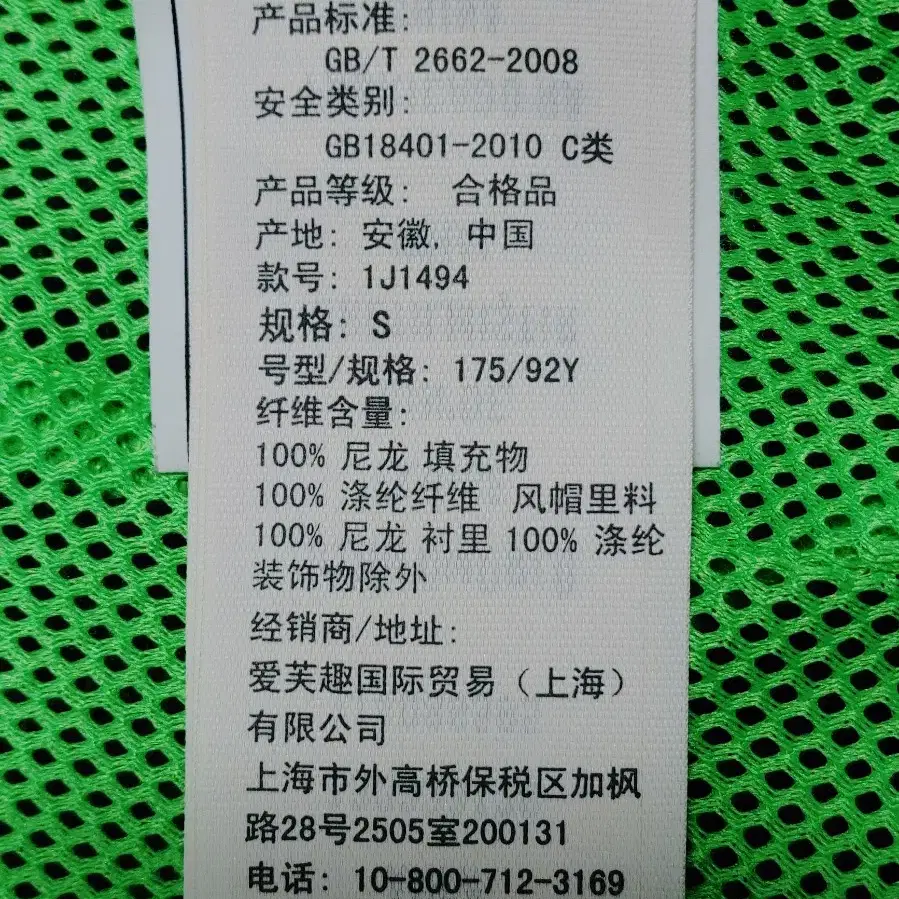 产品标准:
GB/T 2662-2008
安全类别:
GB18401-2010 C类
产品等级: 合格品
产地: 安徽, 中国
款号: 1J1494
规格: S
号型/规格: 175/92Y
纤维含量:
100% 尼龙 填充物
100% 涤纶纤维 风帽里料
100% 尼龙 衬里 100% 涤纶
装饰物除外
经销商/地址:
爱芙趣国际贸易（上海）
有限公司
上海市外高桥保税区加枫
路28号2505室200131
电话: 10-800-712-3169